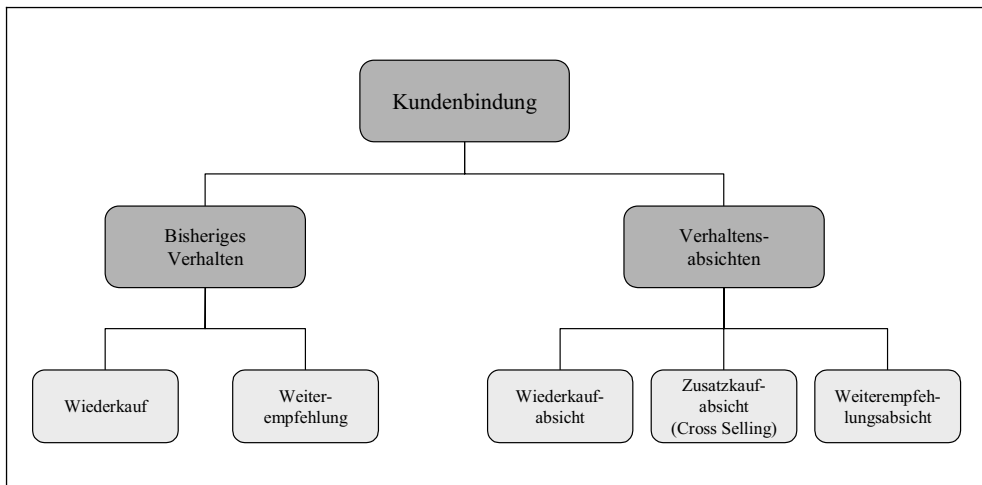 Kundenbindung
Bisheriges
Verhalten
Verhaltens-
absichten
Wiederkauf
Weiter-
empfehlung
Wiederkauf-
absicht
Zusatzkauf-
absicht
(Cross Selling)
Weiterempfeh-
lungsabsicht